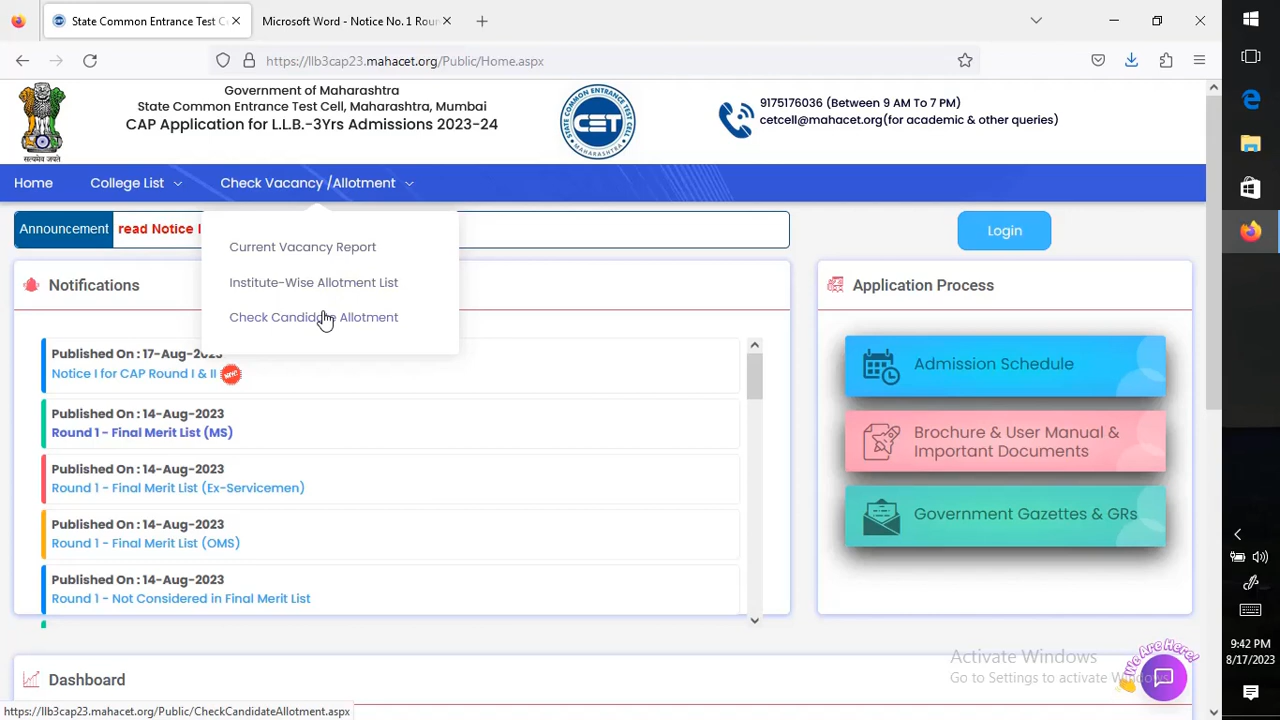 State Common Entrance Test C
Microsoft Word - Notice No. 1 Rour
https://llb3cap23.mahacet.org/Public/Home.aspx
Government of Maharashtra
State Common Entrance Test Cell, Maharashtra, Mumbai
CAP Application for L.L.B.-3Yrs Admissions 2023-24
सत्यमेव जयते
CET
9175176036 (Between 9 AM To 7 PM)
cetcell@mahacet.org(for academic & other queries)
Home
College List
Check Vacancy /Allotment
Announcement
read Notice I
Login
Current Vacancy Report
Institute-Wise Allotment List
Check Candidate Allotment
Notifications
Published On : 17-Aug-2023
Notice I for CAP Round I & II
Published On : 14-Aug-2023
Round 1 - Final Merit List (MS)
Published On : 14-Aug-2023
Round 1 - Final Merit List (Ex-Servicemen)
Published On : 14-Aug-2023
Round 1 - Final Merit List (OMS)
Published On : 14-Aug-2023
Round 1 - Not Considered in Final Merit List
Application Process
Admission Schedule
Brochure & User Manual &
Important Documents
Government Gazettes & GRs
Activate Windows
Go to Settings to activate Windows.
We Are Here!
Dashboard
https://llb3cap23.mahacet.org/Public/CheckCandidateAllotment.aspx
9:42 PM
8/17/2023